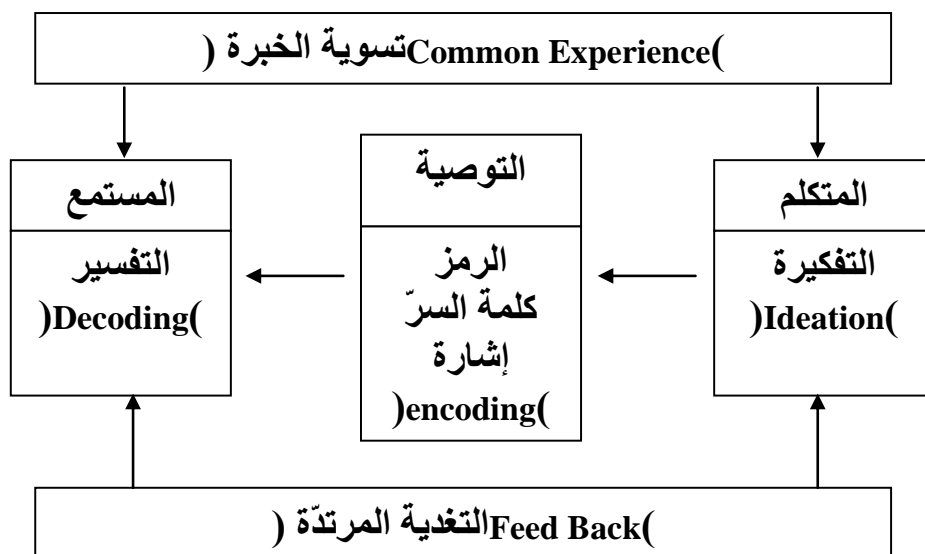 تسوية الخبرة (Common Experience)
المتكلم
التفكيرة
(Ideation)
التوصية
الرمز
كلمة السرّ
إشارة
(encoding)
المستمع
التفسير
(Decoding)
التغدية المرتدّة (Feed Back)